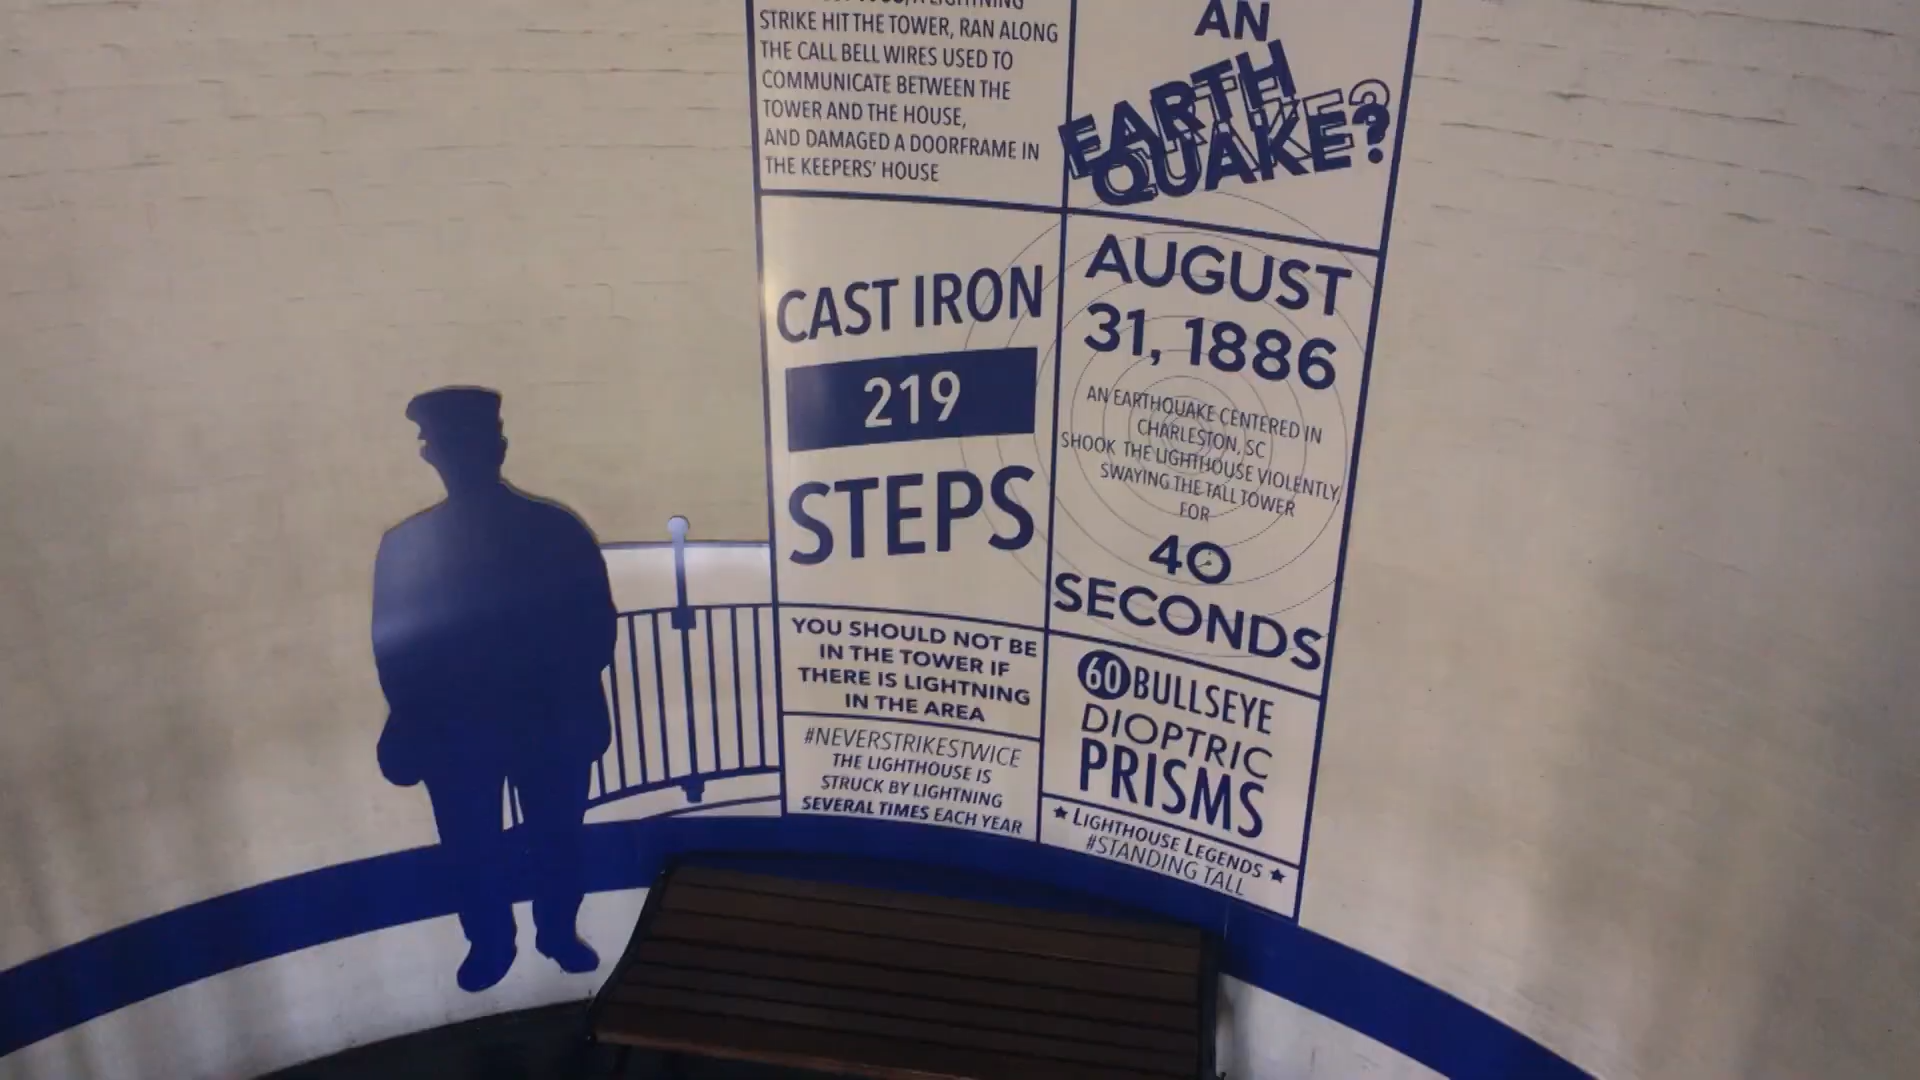 STRIKE HIT THE TOWER, RAN ALONG
THE CALL BELL WIRES USED TO
COMMUNICATE BETWEEN THE
TOWER AND THE HOUSE,
AND DAMAGED A DOORFRAME IN
THE KEEPERS' HOUSE
CAST IRON
219
STEPS
YOU SHOULD NOT BE
IN THE TOWER IF
THERE IS LIGHTNING
IN THE AREA
#NEVERSTRIKESTWICE
THE LIGHTHOUSE IS
STRUCK BY LIGHTNING
SEVERAL TIMES EACH YEAR
AN
EARTH
QUAKE?
AUGUST
31, 1886
AN EARTHQUAKE CENTERED IN
CHARLESTON, SC
SHOOK THE LIGHTHOUSE VIOLENTLY
SWAYING THE TALL TOWER
FOR
40
SECONDS
60 BULLSEYE
DIOPTRIC
PRISMS
★ LIGHTHOUSE LEGENDS ★
#STANDING TALL